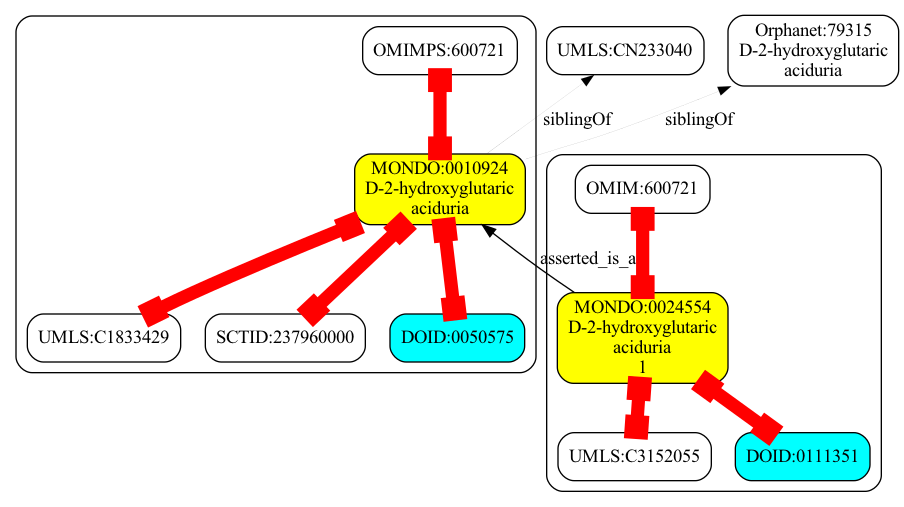 OMIMPS:600721
UMLS:CN233040
Orphanet:79315
D-2-hydroxyglutaric
aciduria
siblingOf
siblingOf
MONDO:0010924
D-2-hydroxyglutaric
aciduria
OMIM:600721
asserted_is_a
MONDO:0024554
D-2-hydroxyglutaric
aciduria
1
UMLS:C1833429
SCTID:237960000
DOID:0050575
UMLS:C3152055
DOID:0111351